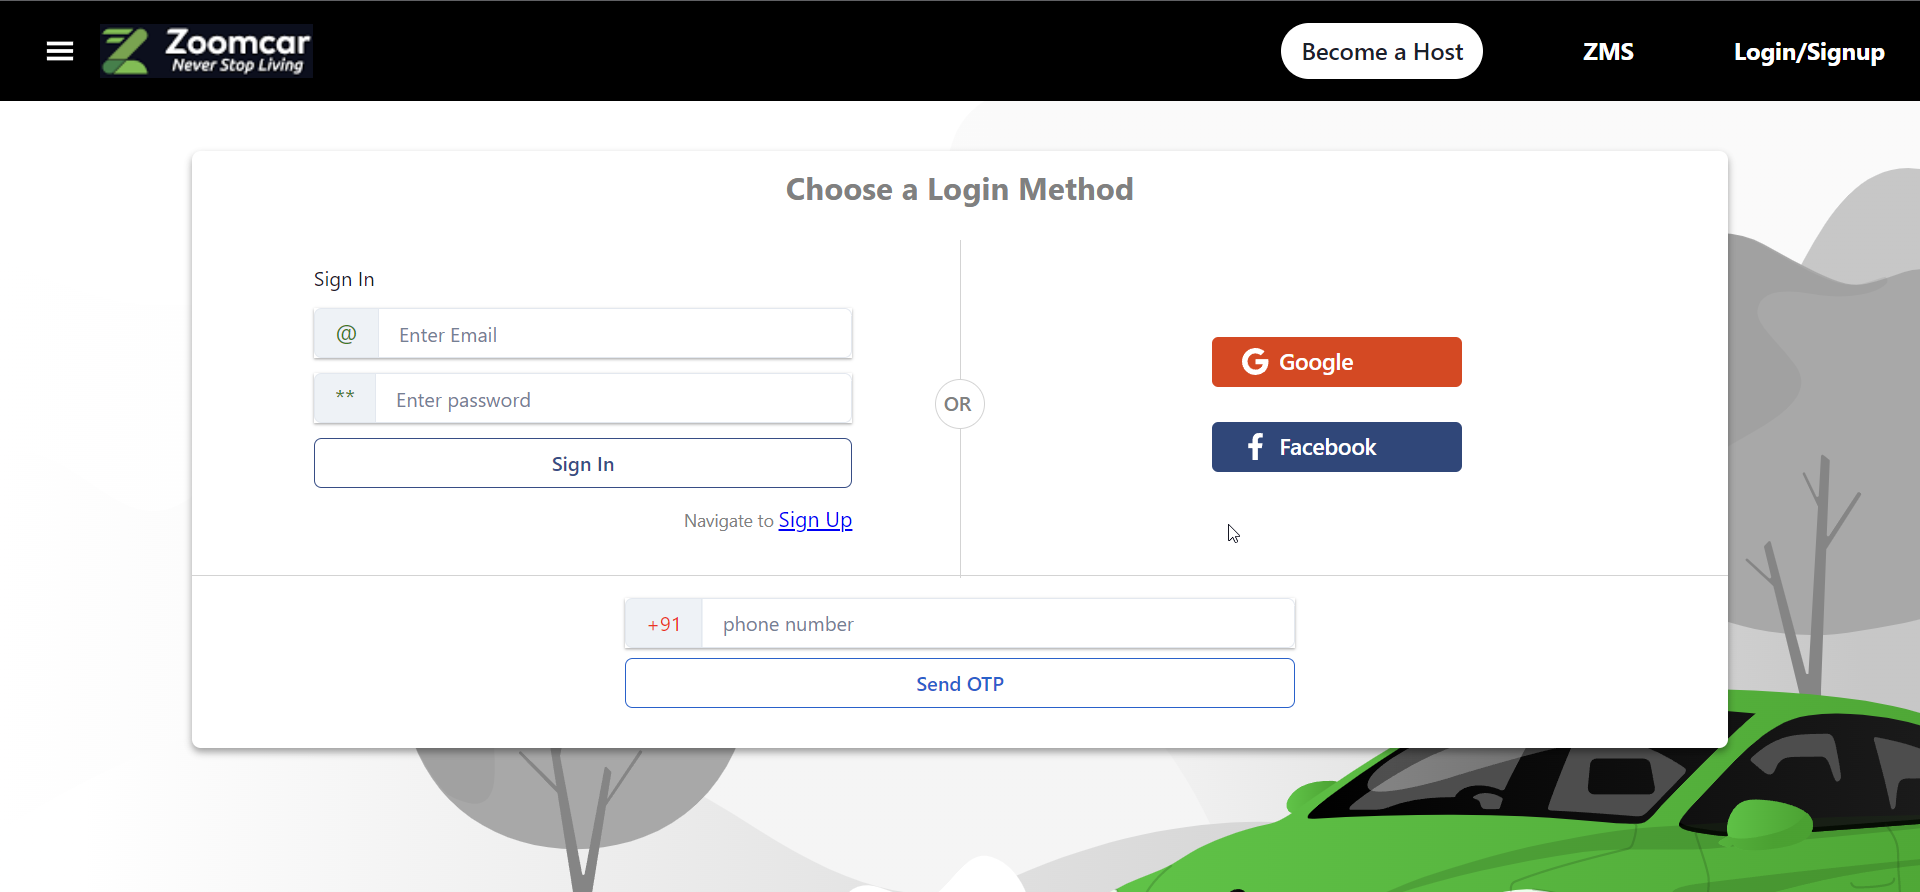 Zoomcar
Never Stop Living
Become a Host
ZMS
Login/Signup
Choose a Login Method
Sign In
@ Enter Email
** Enter password
Sign In
Navigate to Sign Up
OR
G Google
f Facebook
+91 phone number
Send OTP